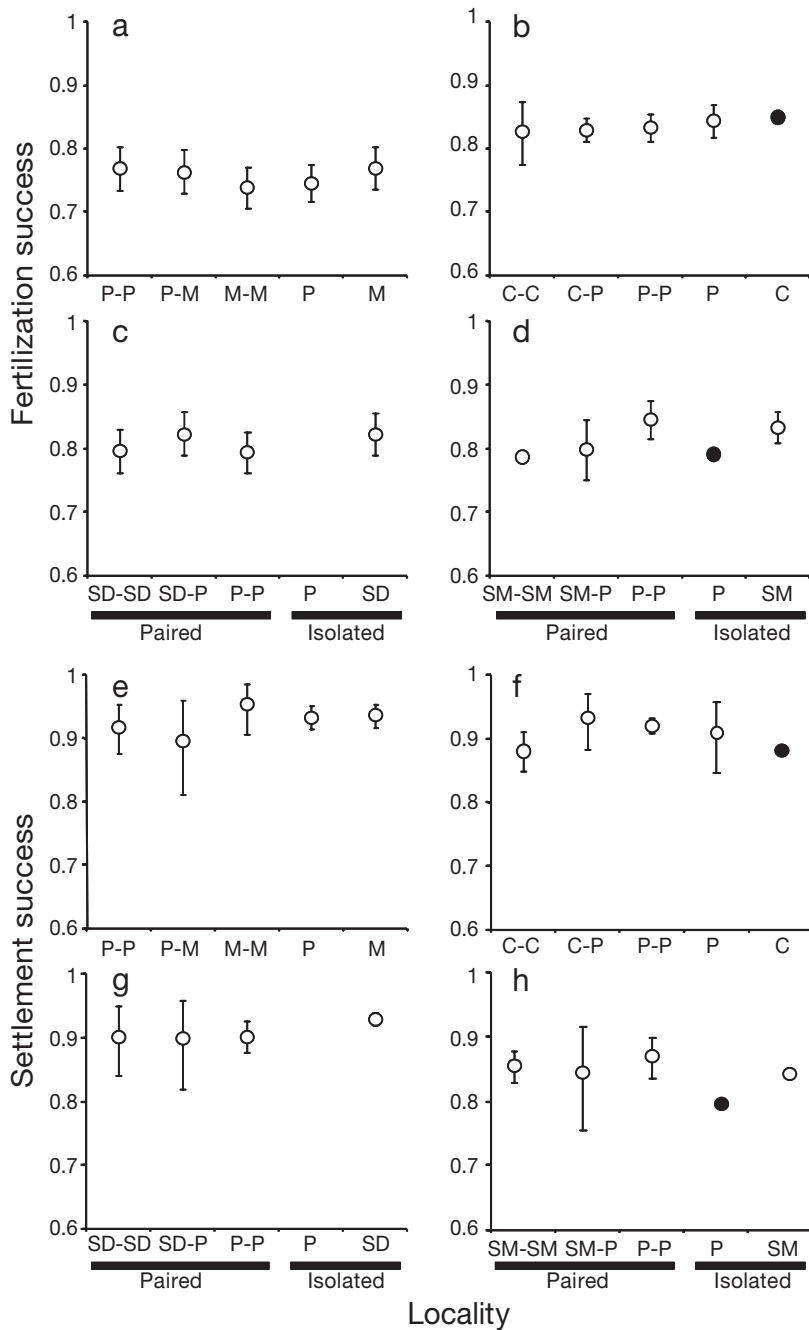 Fertilization success
a
1
0.9
0.8
0.7
0.6
P-P P-M M-M P M
b
1
0.9
0.8
0.7
0.6
C-C C-P P-P P C
c
1
0.9
0.8
0.7
0.6
SD-SD SD-P P-P P SD
Paired Isolated
d
1
0.9
0.8
0.7
0.6
SM-SM SM-P P-P P SM
Paired Isolated
Settlement success
e
1
0.9
0.8
0.7
0.6
P-P P-M M-M P M
f
1
0.9
0.8
0.7
0.6
C-C C-P P-P P C
g
1
0.9
0.8
0.7
0.6
SD-SD SD-P P-P P SD
Paired Isolated
h
1
0.9
0.8
0.7
0.6
SM-SM SM-P P-P P SM
Paired Isolated
Locality